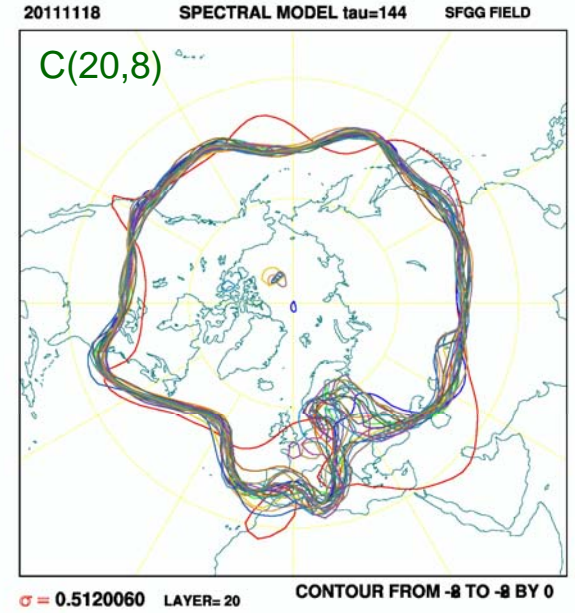 20111118 SPECTRAL MODEL tau=144 SFGG FIELD
C(20,8)
σ = 0.5120060 LAYER= 20 CONTOUR FROM -8 TO -8 BY 0